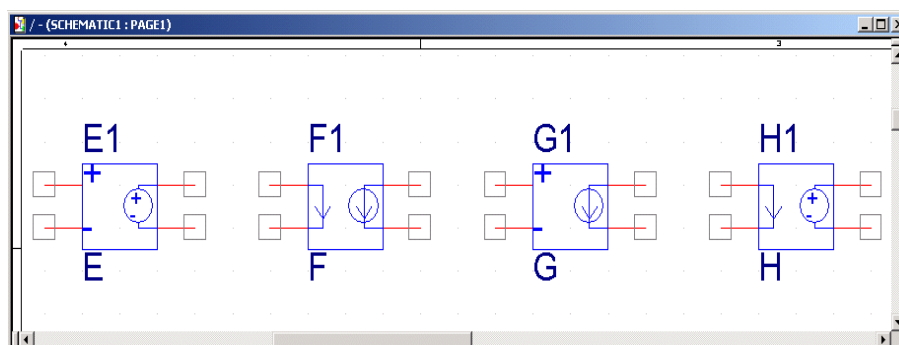 / - (SCHEMATIC1 : PAGE1)
4 3
E1 F1 G1 H1
+ + + +
- - - -
E F G H